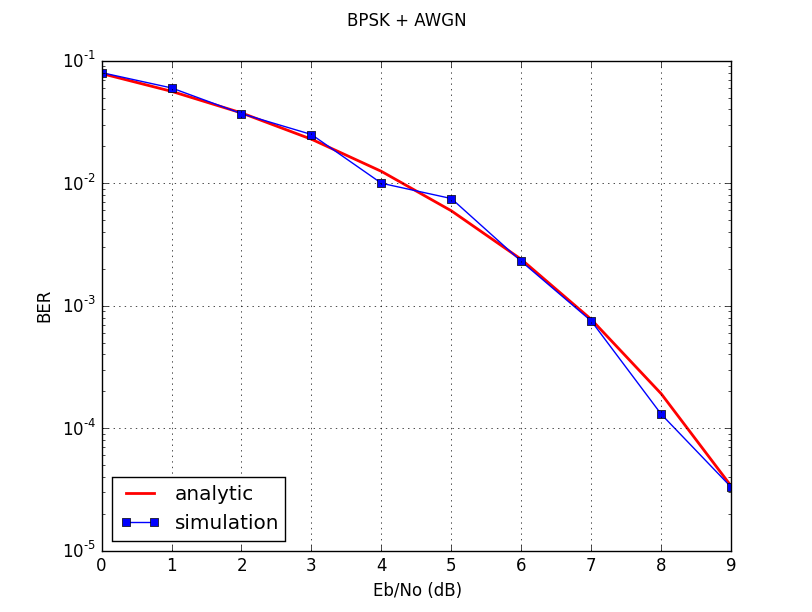 BPSK + AWGN
10^-1
10^-2
10^-3
10^-4
10^-5
BER
analytic
simulation
0 1 2 3 4 5 6 7 8 9
Eb/No (dB)